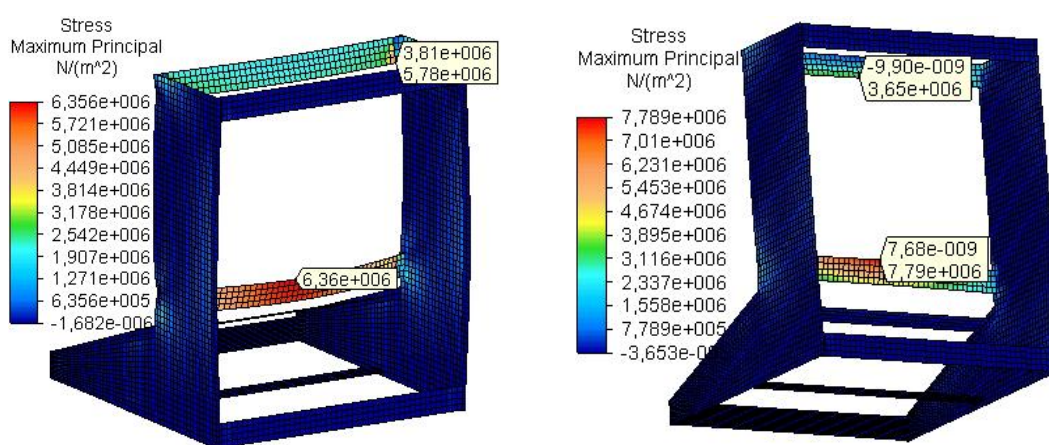 Stress
Maximum Principal
N/(m^2)
6,356e+006
5,721e+006
5,085e+006
4,449e+006
3,814e+006
3,178e+006
2,542e+006
1,907e+006
1,271e+006
6,356e+005
-1,682e-006
3,81e+006
5,78e+006
6,36e+006
Stress
Maximum Principal
N/(m^2)
7,789e+006
7,01e+006
6,231e+006
5,453e+006
4,674e+006
3,895e+006
3,116e+006
2,337e+006
1,558e+006
7,789e+005
-9,90e-009
3,65e+006
7,68e-009
7,79e+006